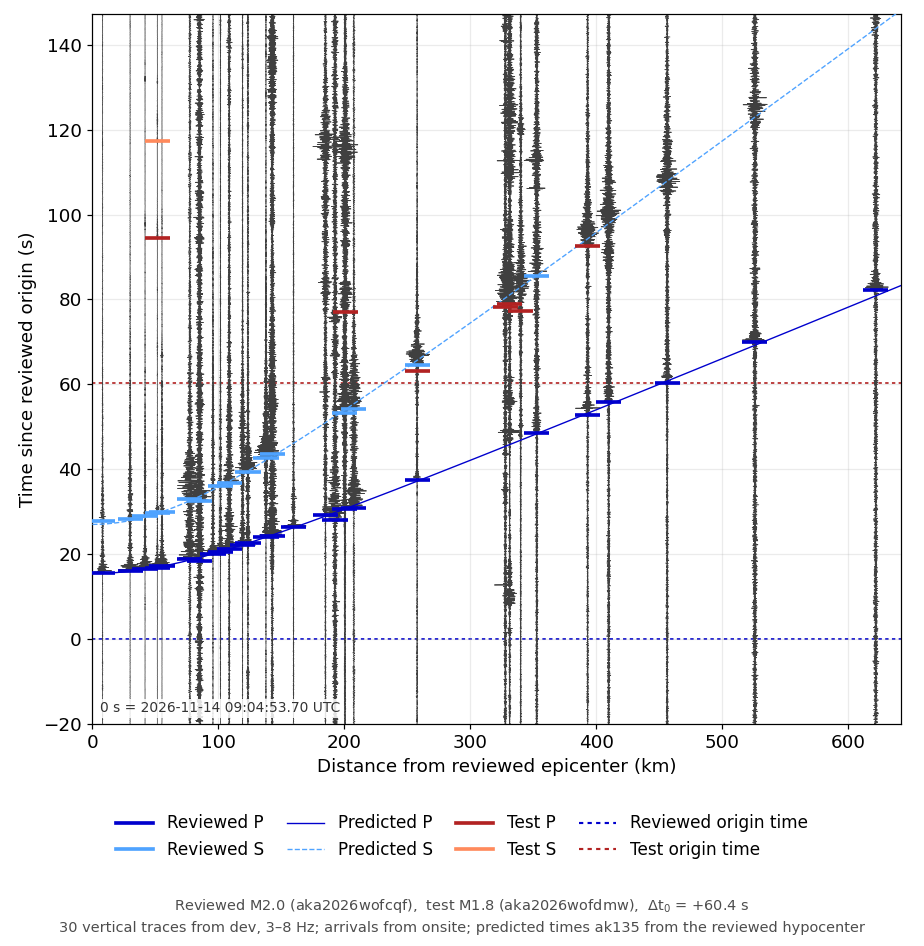 140
120
100
80
60
40
20
0
−20
Time since reviewed origin (s)
0 s = 2026-11-14 09:04:53.70 UTC
0 100 200 300 400 500 600
Distance from reviewed epicenter (km)
Reviewed P Predicted P Test P Reviewed origin time
Reviewed S Predicted S Test S Test origin time
Reviewed M2.0 (aka2026wofcqf), test M1.8 (aka2026wofdmw), Δt₀ = +60.4 s
30 vertical traces from dev, 3–8 Hz; arrivals from onsite; predicted times ak135 from the reviewed hypocenter